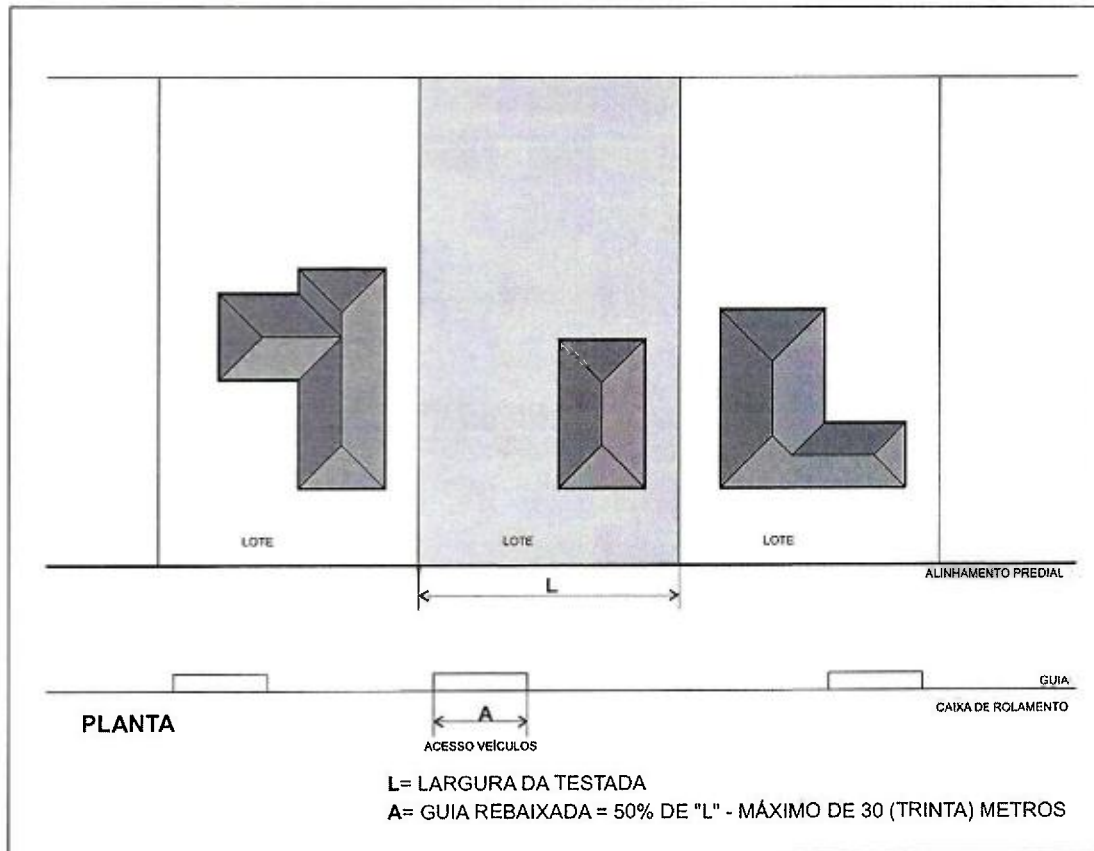 LOTE
LOTE
LOTE
ALINHAMENTO PREDIAL
L
GUIA
CAIXA DE ROLAMENTO
PLANTA
A
ACESSO VEÍCULOS
L= LARGURA DA TESTADA
A= GUIA REBAIXADA = 50% DE "L" - MÁXIMO DE 30 (TRINTA) METROS